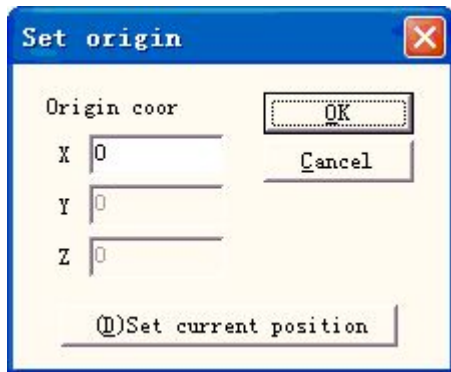 Set origin
Origin coor
OK
X 0
Cancel
Y 0
Z 0
(D)Set current position